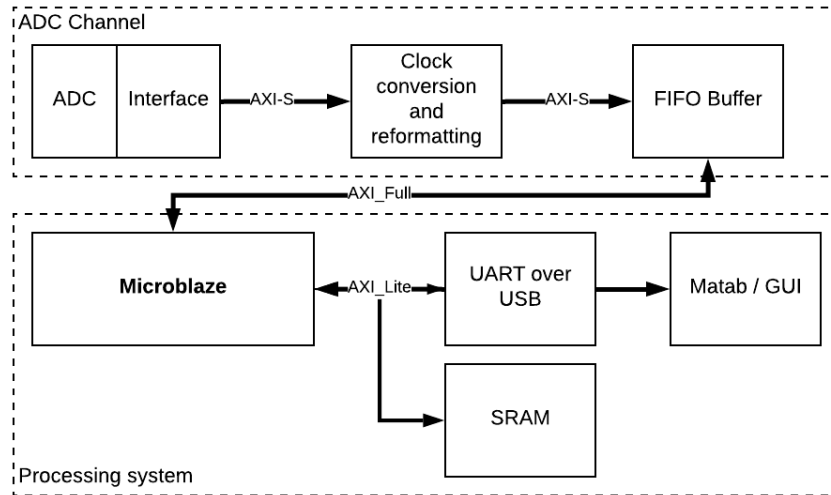 ADC Channel
ADC
Interface
AXI-S
Clock
conversion
and
reformatting
AXI-S
FIFO Buffer
AXI_Full
Microblaze
AXI_Lite
UART over
USB
Matab / GUI
SRAM
Processing system